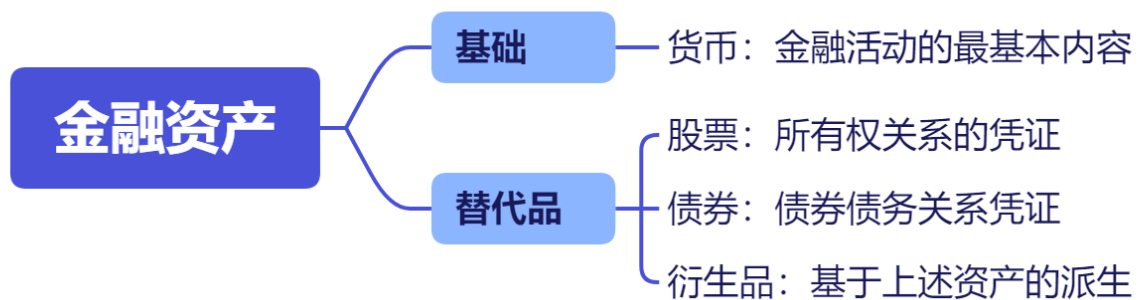 金融资产
基础
货币：金融活动的最基本内容
替代品
股票：所有权关系的凭证
债券：债券债务关系凭证
衍生品：基于上述资产的派生